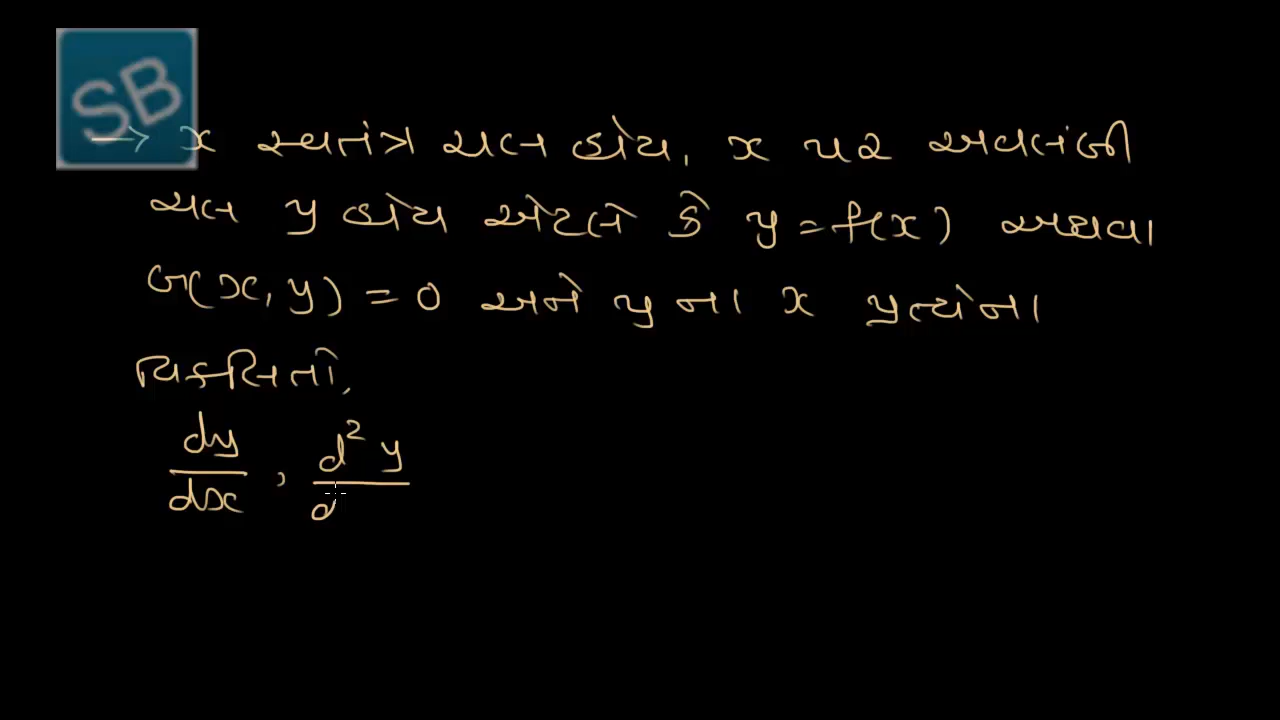 SB
→ x સ્વતંત્ર ચલ હોય, x પર અવલંબી
ચલ y હોય એટલે કે y = f(x) અથવા
G(x, y) = 0 અને y ના x પ્રત્યેના
વિકલિતો,
dy/dx , d²y/d